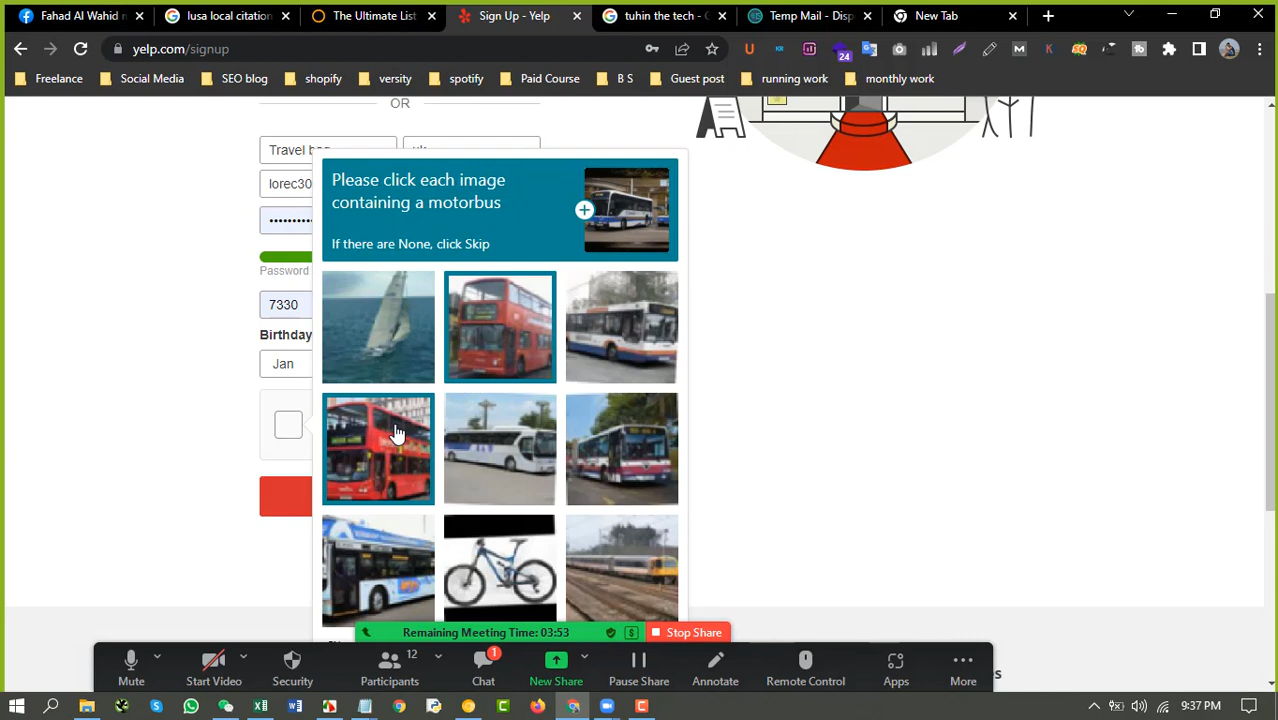 Fahad Al Wahid n
lusa local citation
The Ultimate List
Sign Up - Yelp
tuhin the tech - G
Temp Mail - Disp
New Tab
yelp.com/signup
24
Freelance
Social Media
SEO blog
shopify
versity
spotify
Paid Course
B S
Guest post
running work
monthly work
OR
Travel bag
lorec30
Password
7330
Birthday
Jan
Please click each image
containing a motorbus
If there are None, click Skip
Remaining Meeting Time: 03:53
Stop Share
Mute
Start Video
Security
12
Participants
1
Chat
New Share
Pause Share
Annotate
Remote Control
Apps
More
9:37 PM